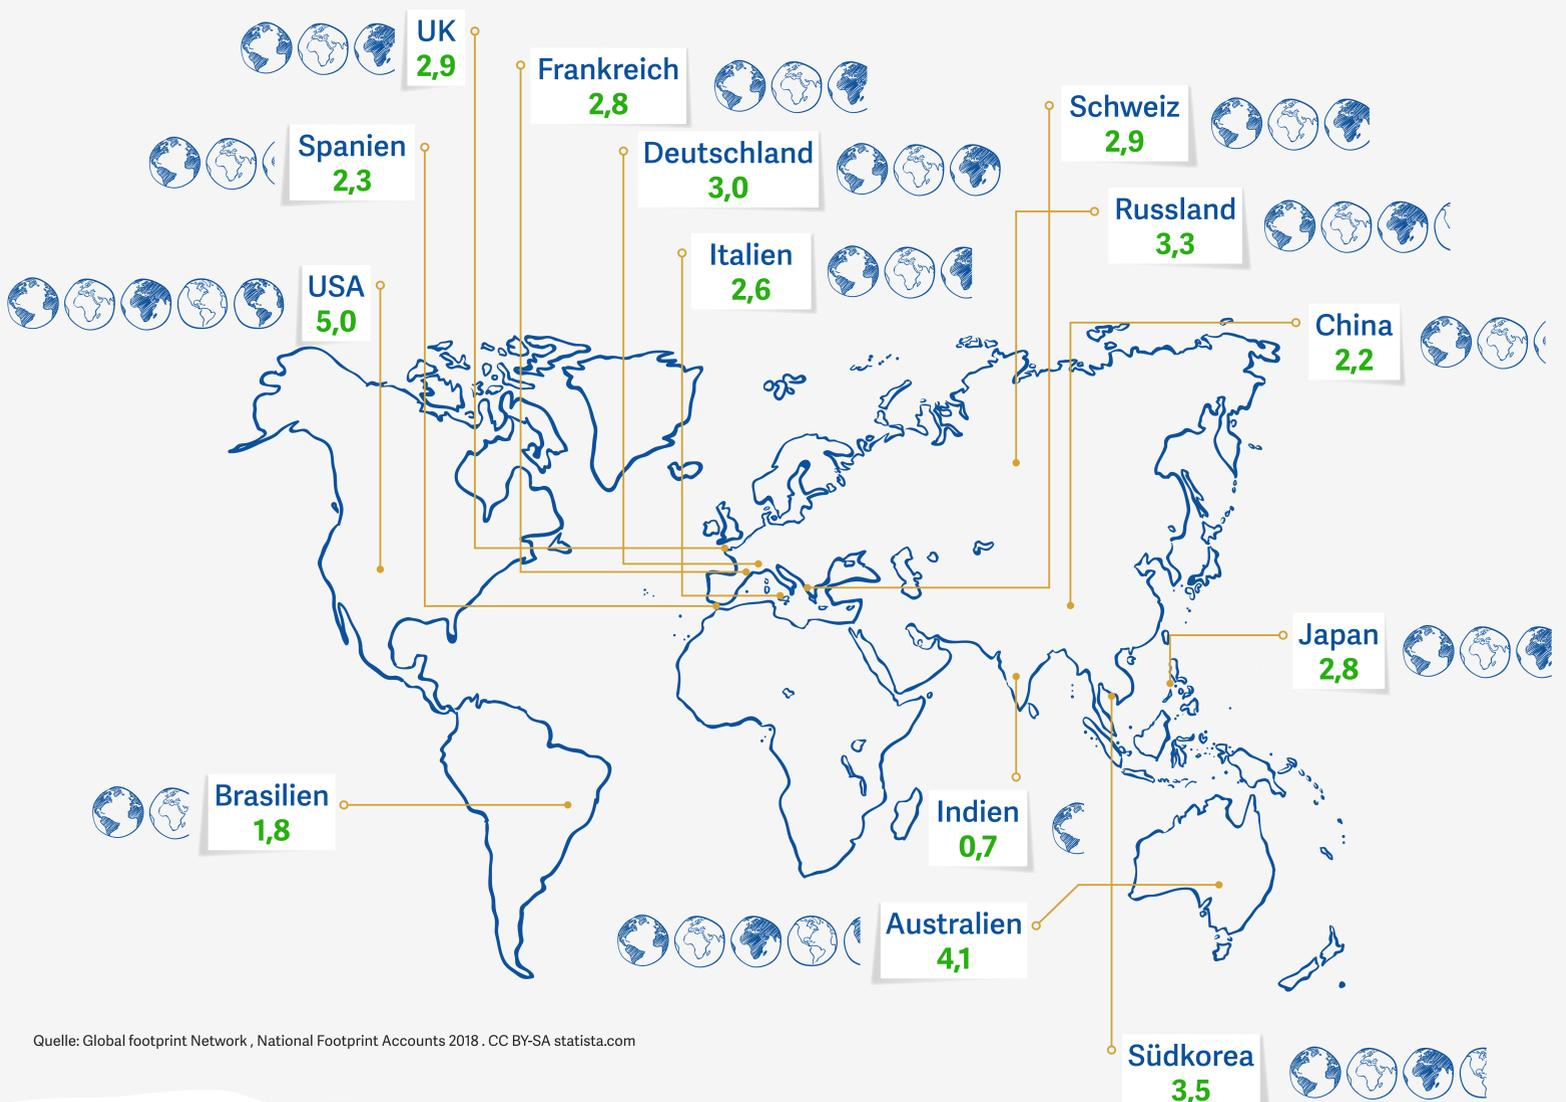 UK
2,9
Frankreich
2,8
Schweiz
2,9
Spanien
2,3
Deutschland
3,0
Russland
3,3
Italien
2,6
USA
5,0
China
2,2
Japan
2,8
Brasilien
1,8
Indien
0,7
Australien
4,1
Quelle: Global footprint Network , National Footprint Accounts 2018 . CC BY-SA statista.com
Südkorea
3,5